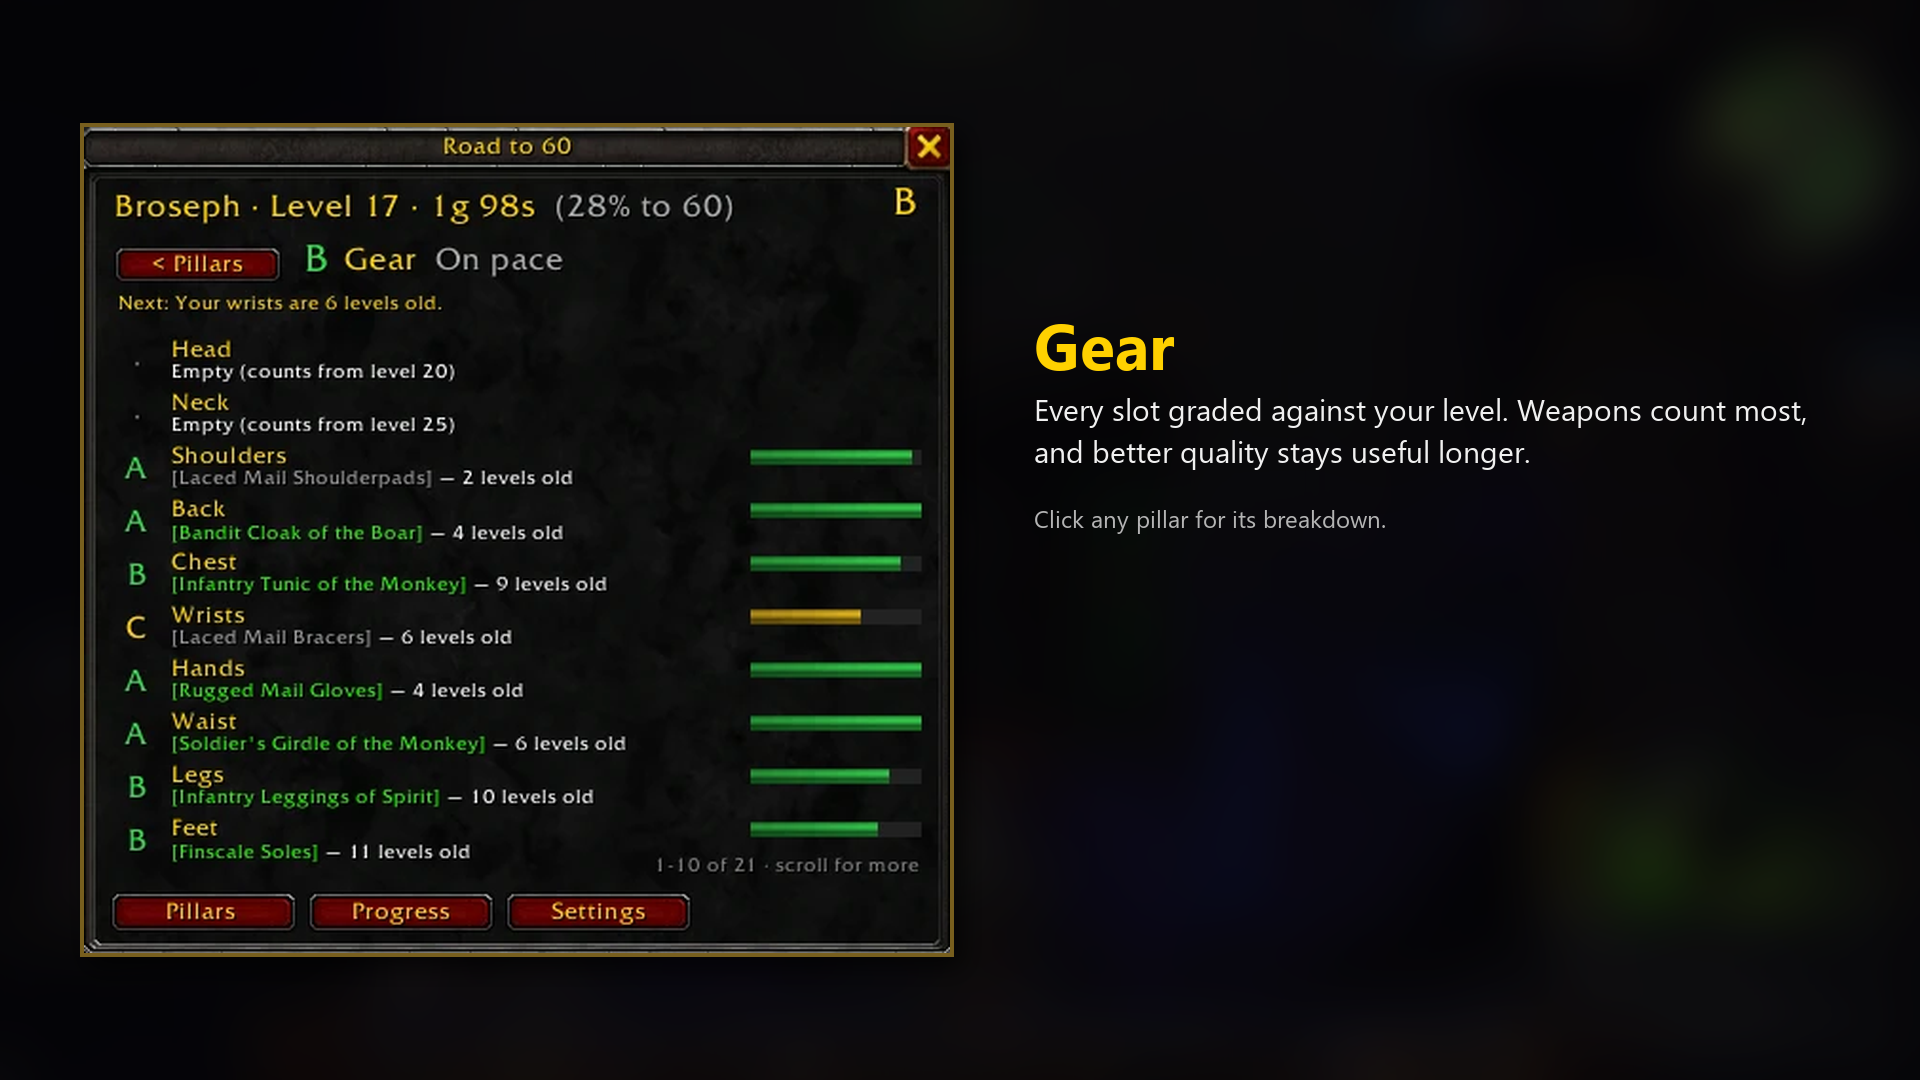 Road to 60
Broseph · Level 17 · 1g 98s (28% to 60)
B
< Pillars
B Gear On pace
Next: Your wrists are 6 levels old.
Head
Empty (counts from level 20)
Neck
Empty (counts from level 25)
A
Shoulders
[Laced Mail Shoulderpads] — 2 levels old
A
Back
[Bandit Cloak of the Boar] — 4 levels old
B
Chest
[Infantry Tunic of the Monkey] — 9 levels old
C
Wrists
[Laced Mail Bracers] — 6 levels old
A
Hands
[Rugged Mail Gloves] — 4 levels old
A
Waist
[Soldier's Girdle of the Monkey] — 6 levels old
B
Legs
[Infantry Leggings of Spirit] — 10 levels old
B
Feet
[Finscale Soles] — 11 levels old
1-10 of 21 · scroll for more
Pillars
Progress
Settings
Gear
Every slot graded against your level. Weapons count most,
and better quality stays useful longer.
Click any pillar for its breakdown.